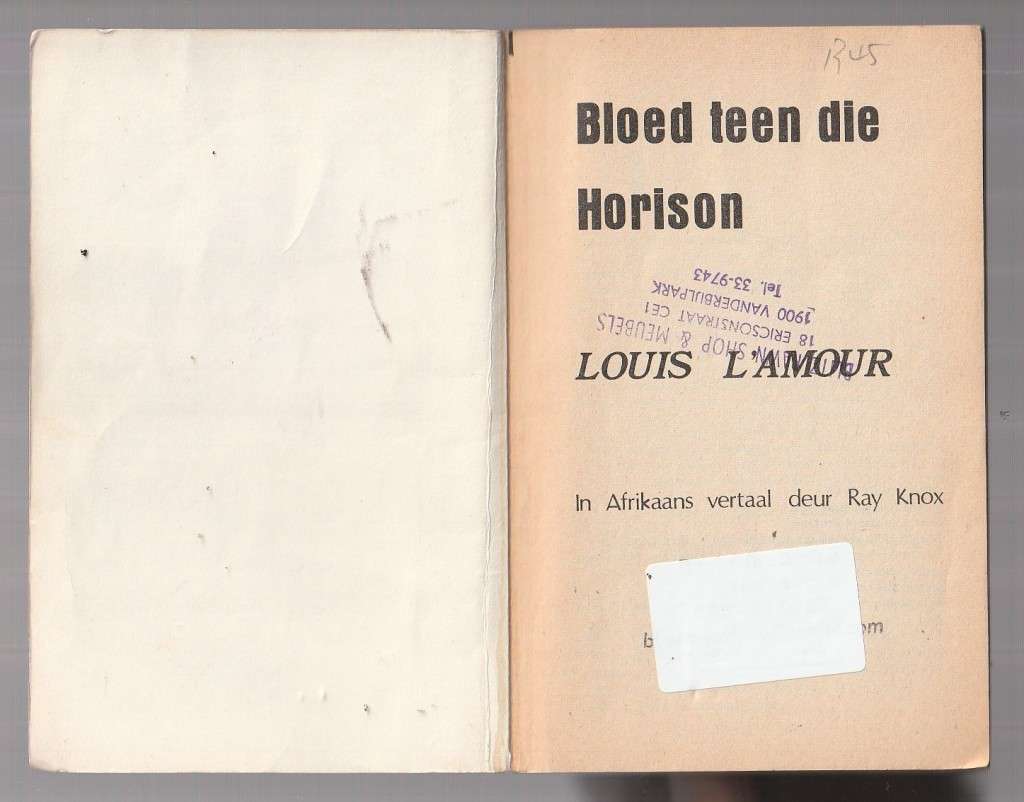 R45
Bloed teen die
Horison
PAWN SHOP & MEUBELS
18 ERICSONSTRAAT CE1
1900 VANDERBIJLPARK
Tel. 33-9743
LOUIS L'AMOUR
In Afrikaans vertaal deur Ray Knox